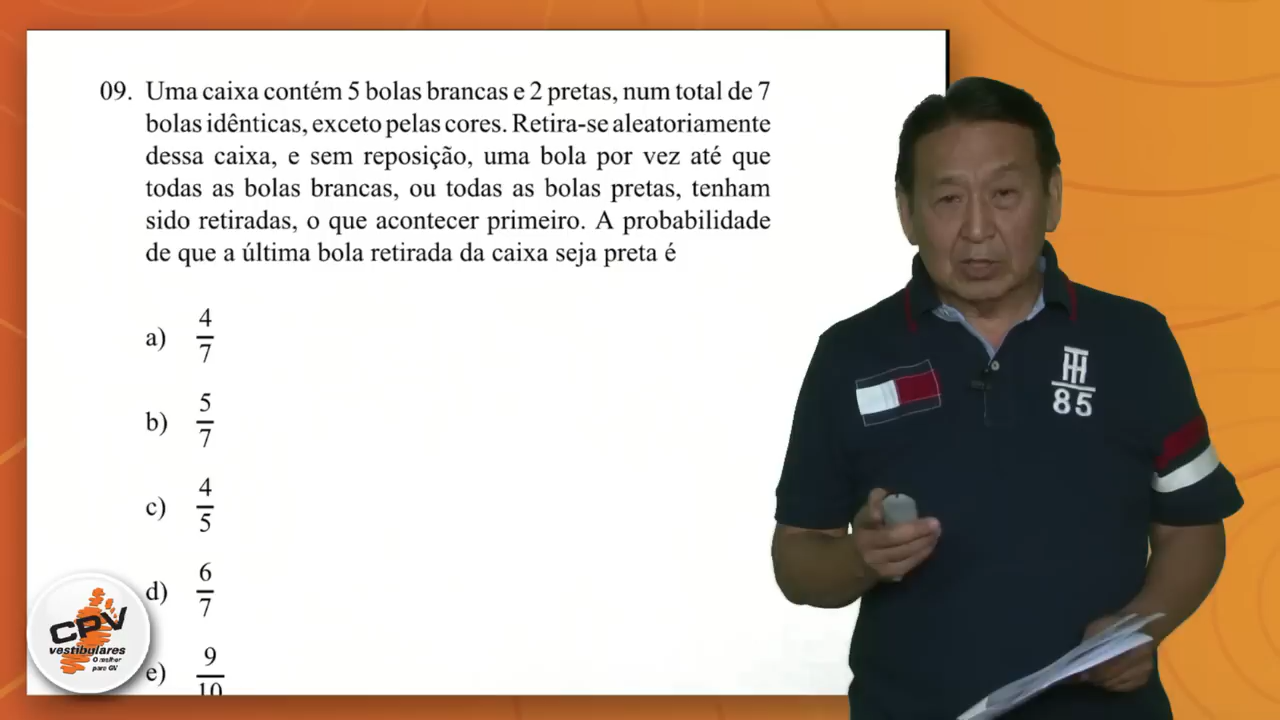 09. Uma caixa contém 5 bolas brancas e 2 pretas, num total de 7
bolas idênticas, exceto pelas cores. Retira-se aleatoriamente
dessa caixa, e sem reposição, uma bola por vez até que
todas as bolas brancas, ou todas as bolas pretas, tenham
sido retiradas, o que acontecer primeiro. A probabilidade
de que a última bola retirada da caixa seja preta é
a) 4/7
b) 5/7
c) 4/5
d) 6/7
e) 9/10
CPV
vestibulares
O melhor
para GV
TH
85